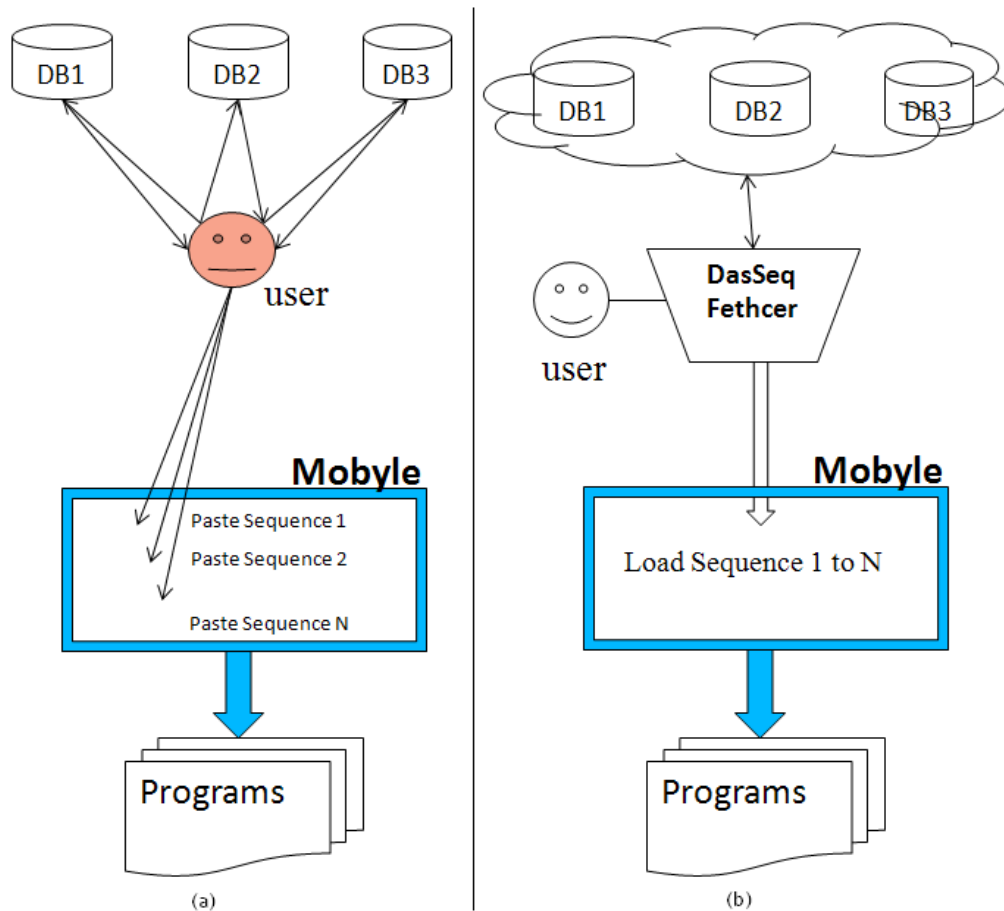 DB1
DB2
DB3
user
Mobyle
Paste Sequence 1
Paste Sequence 2
Paste Sequence N
Programs
(a)
DB1
DB2
DB3
DasSeq
Fethcer
user
Mobyle
Load Sequence 1 to N
Programs
(b)